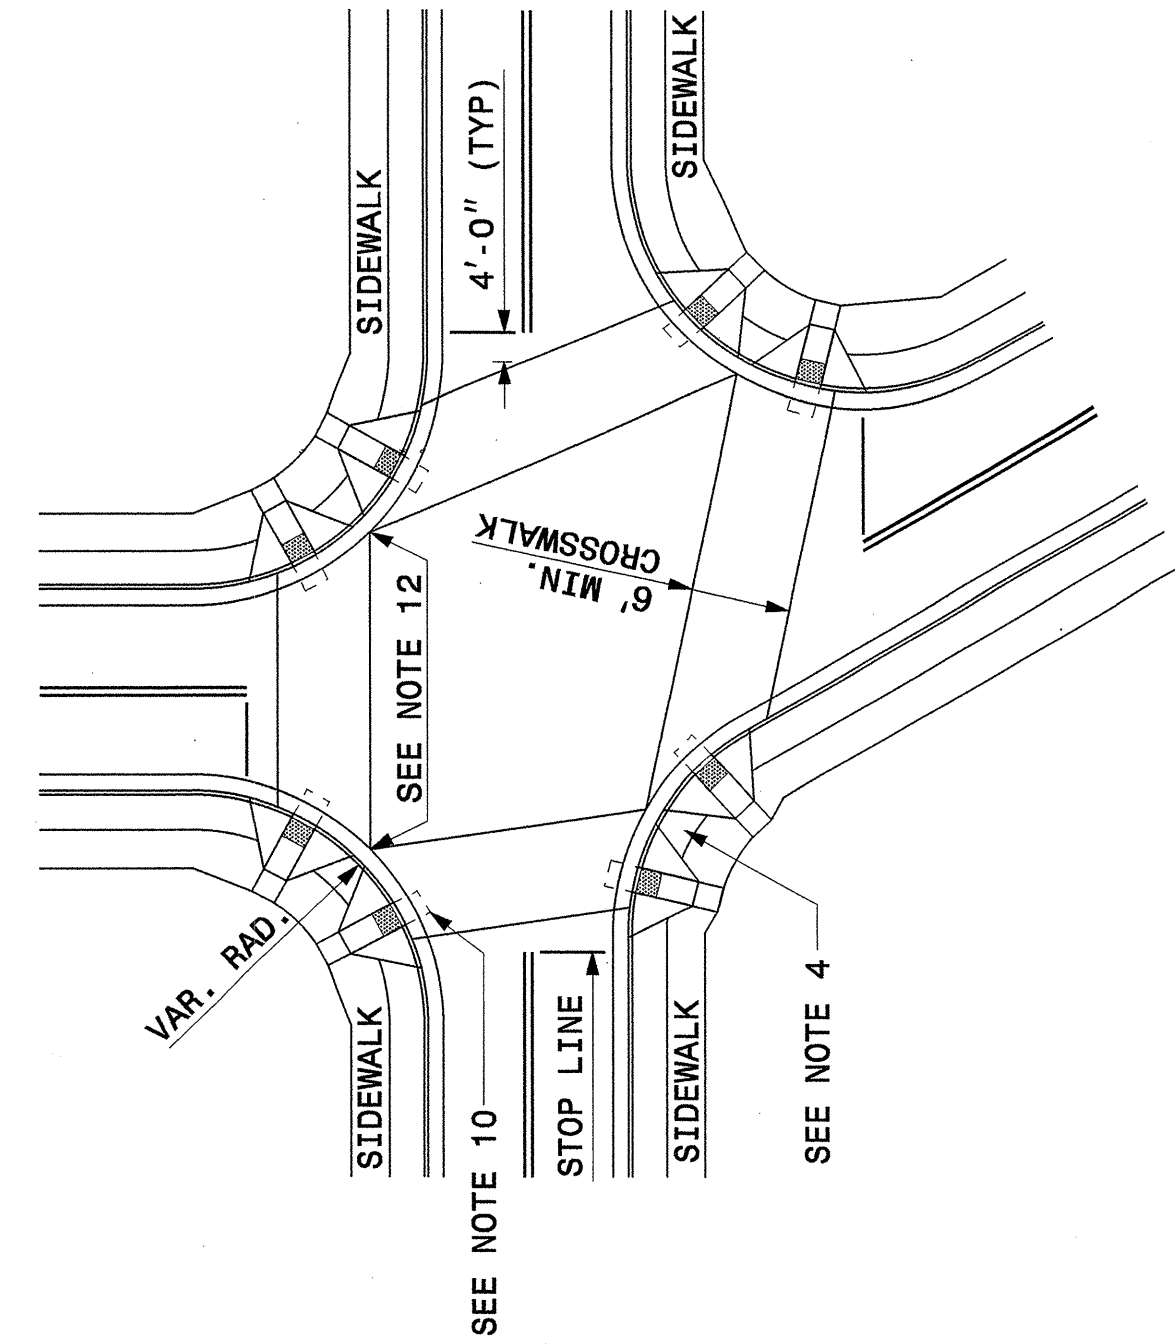 SIDEWALK
4'-0" (TYP)
SIDEWALK
6' MIN.
CROSSWALK
SEE NOTE 12
VAR. RAD.
SIDEWALK
SEE NOTE 10
STOP LINE
SIDEWALK
SEE NOTE 4